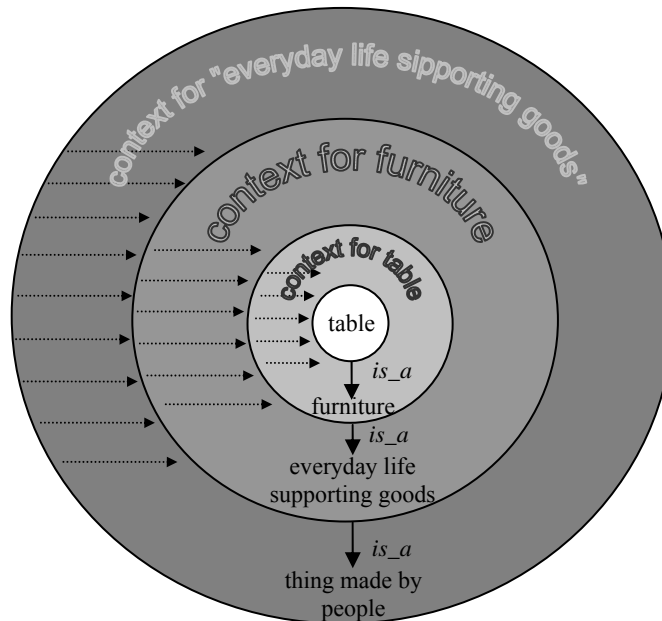 context for "everyday life sipporting goods"
context for furniture
context for table
table
is_a
furniture
is_a
everyday life
supporting goods
is_a
thing made by
people